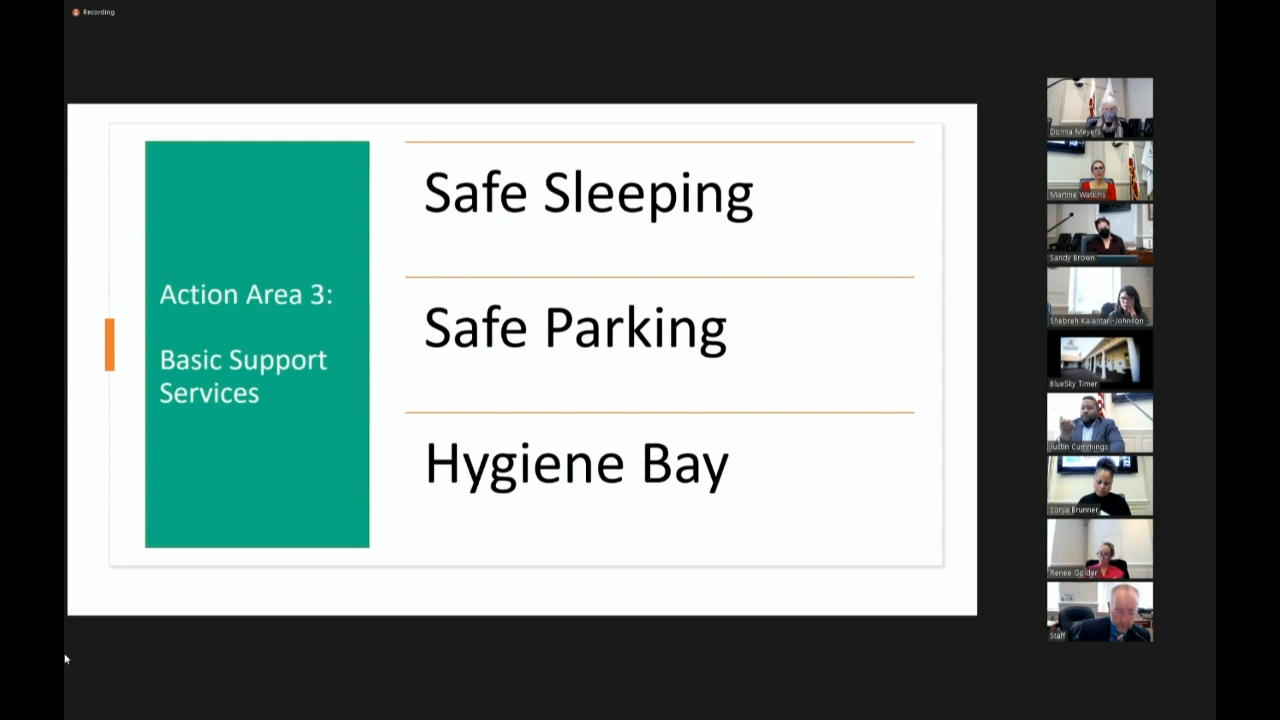 Recording
Safe Sleeping
Action Area 3:
Safe Parking
Basic Support
Services
Hygiene Bay
Donna Meyers
Martine Watkins
Sandy Brown
Shebreh Kalantari-Johnson
BlueSky Timer
Justin Cummings
Sonja Brunner
Renee Golder
Staff